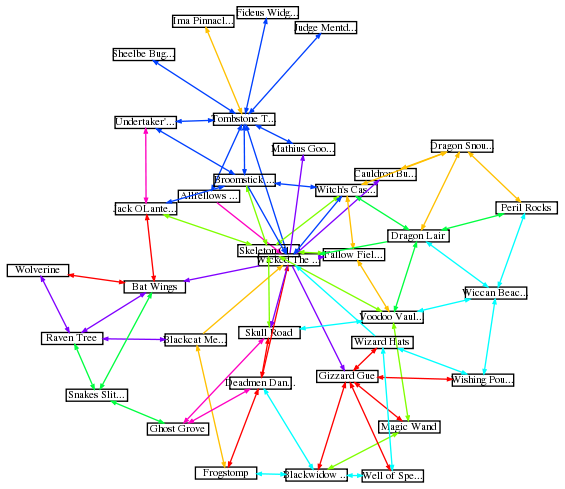 Fideus Widg...
Ima Pinnacl...
Judge Mentd...
Sheelbe Bug...
Undertaker'...
Tombstone T...
Mathius Goo...
Dragon Snou...
Cauldron Bu...
Broomstick ...
Witch's Cas...
Allfellows ...
Jack OLante...
Peril Rocks
Dragon Lair
Skeleton
Wicked The ...
Fallow Fiel...
Wolverine
Bat Wings
Wiccan Beac...
Voodoo Vaul...
Raven Tree
Blackcat Me...
Skull Road
Wizard Hats
Gizzard Gue
Wishing Pou...
Deadmen Dan...
Snakes Slit...
Ghost Grove
Magic Wand
Frogstomp
Blackwidow ...
Well of Spe...